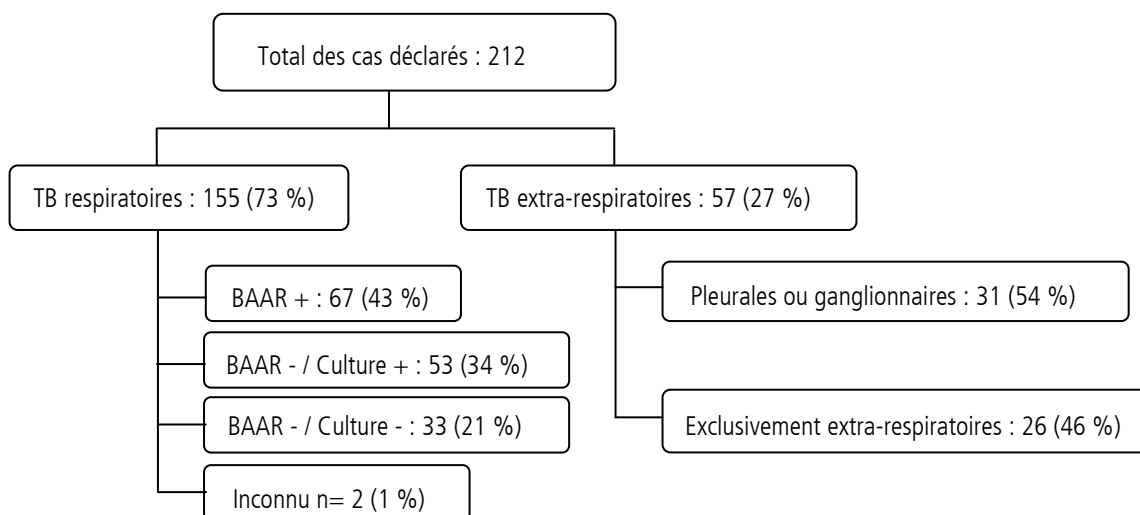 Total des cas déclarés : 212
TB respiratoires : 155 (73 %)
TB extra-respiratoires : 57 (27 %)
BAAR + : 67 (43 %)
BAAR - / Culture + : 53 (34 %)
BAAR - / Culture - : 33 (21 %)
Inconnu n= 2 (1 %)
Pleurales ou ganglionnaires : 31 (54 %)
Exclusivement extra-respiratoires : 26 (46 %)